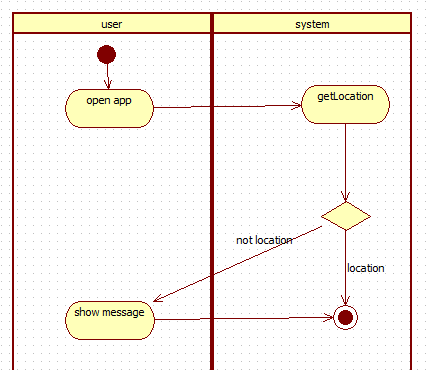 user
system
open app
getLocation
not location
location
show message